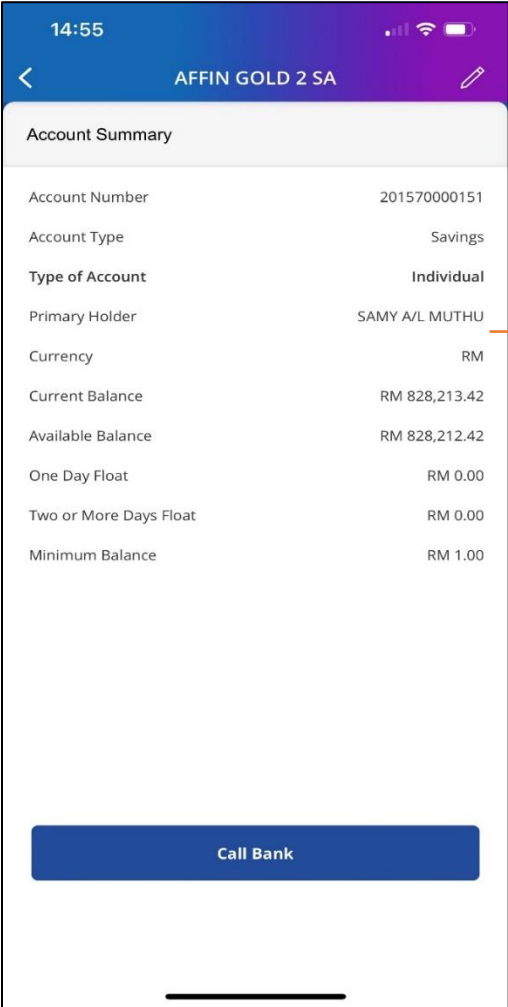 14:55
AFFIN GOLD 2 SA
Account Summary
Account Number 201570000151
Account Type Savings
Type of Account Individual
Primary Holder SAMY A/L MUTHU
Currency RM
Current Balance RM 828,213.42
Available Balance RM 828,212.42
One Day Float RM 0.00
Two or More Days Float RM 0.00
Minimum Balance RM 1.00
Call Bank